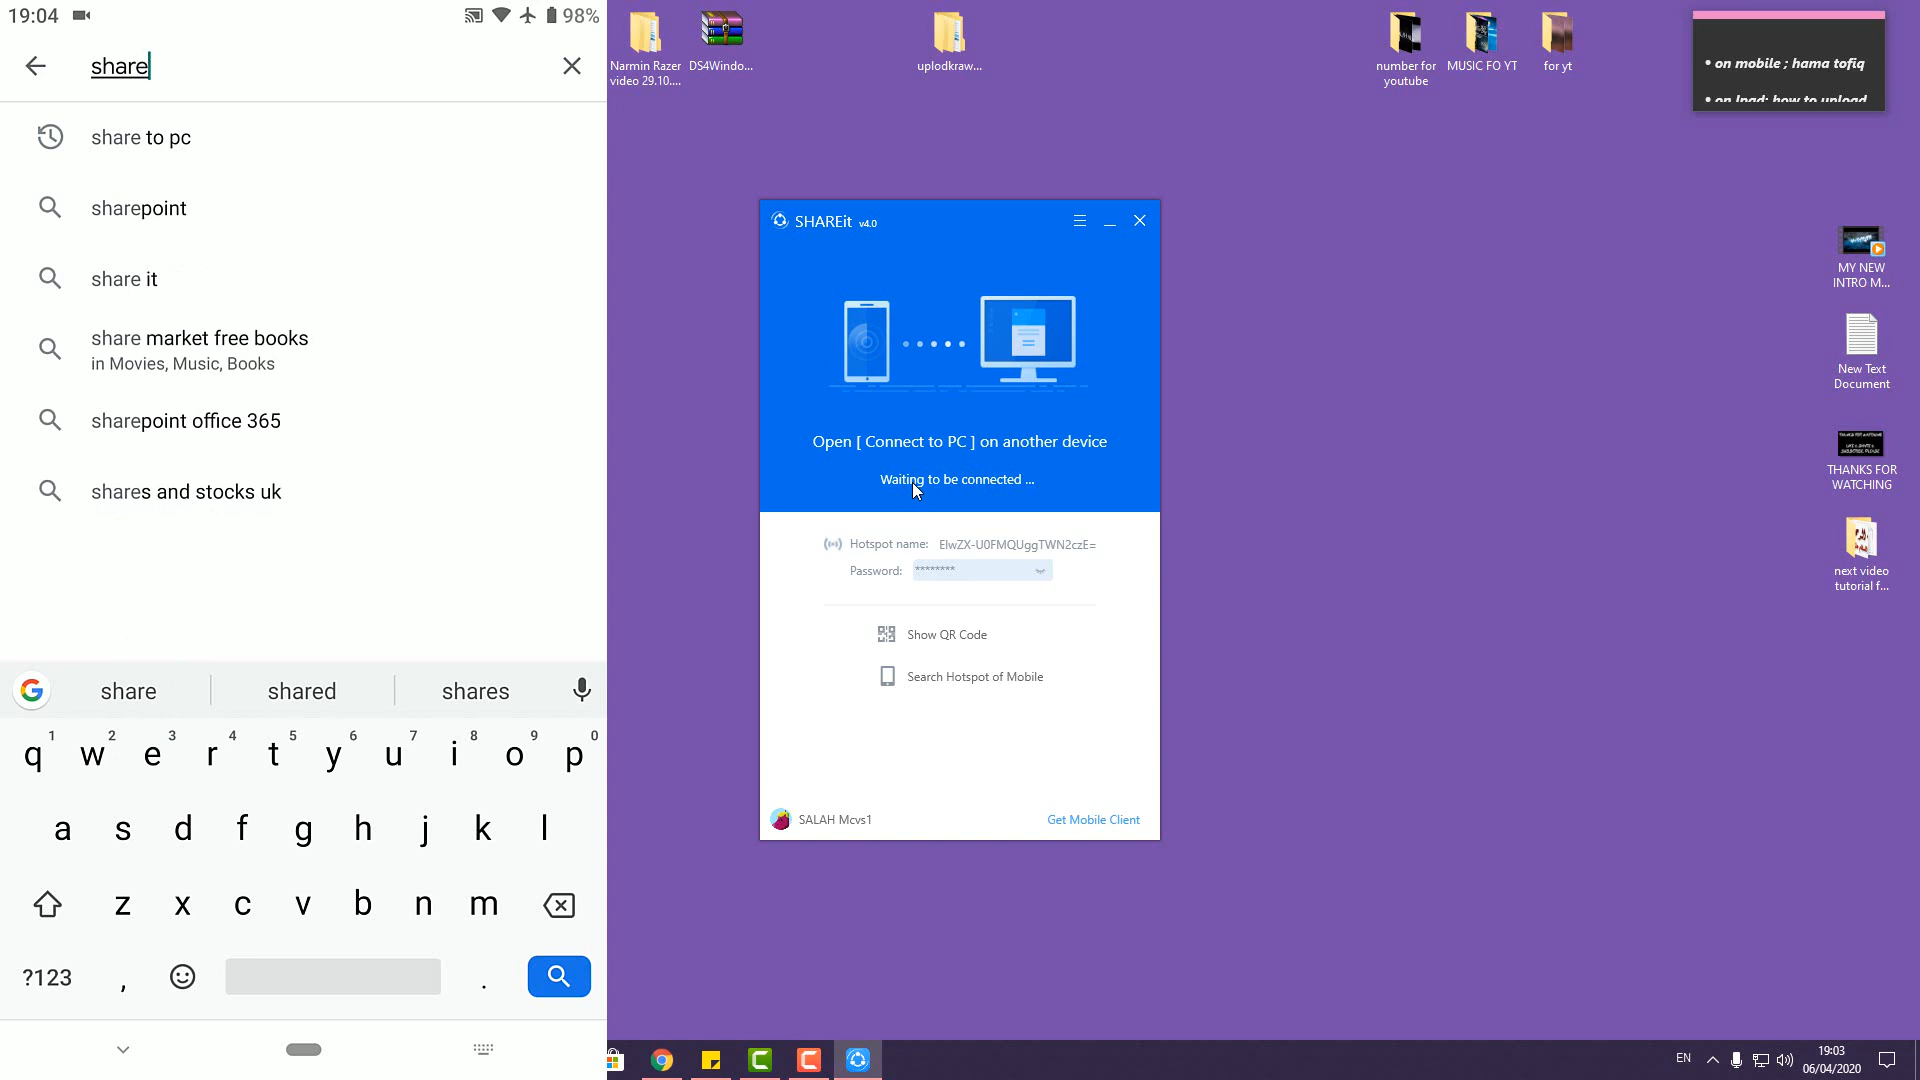 19:04
98%
share
share to pc
sharepoint
share it
share market free books
in Movies, Music, Books
sharepoint office 365
shares and stocks uk
share shared shares
1 2 3 4 5 6 7 8 9 0
q w e r t y u i o p
a s d f g h j k l
z x c v b n m
?123 , .
Narmin Razer
video 29.10....
DS4Windo...
uplodkraw...
number for
youtube
MUSIC FO YT
for yt
• on mobile ; hama tofiq
• on Ipad: how to upload
SHAREit v4.0
Open [ Connect to PC ] on another device
Waiting to be connected ...
Hotspot name: ElwZX-U0FMQUggTWN2czE=
Password: ********
Show QR Code
Search Hotspot of Mobile
SALAH Mcvs1
Get Mobile Client
MY NEW
INTRO M...
New Text
Document
THANKS FOR
WATCHING
next video
tutorial f...
EN
19:03
06/04/2020